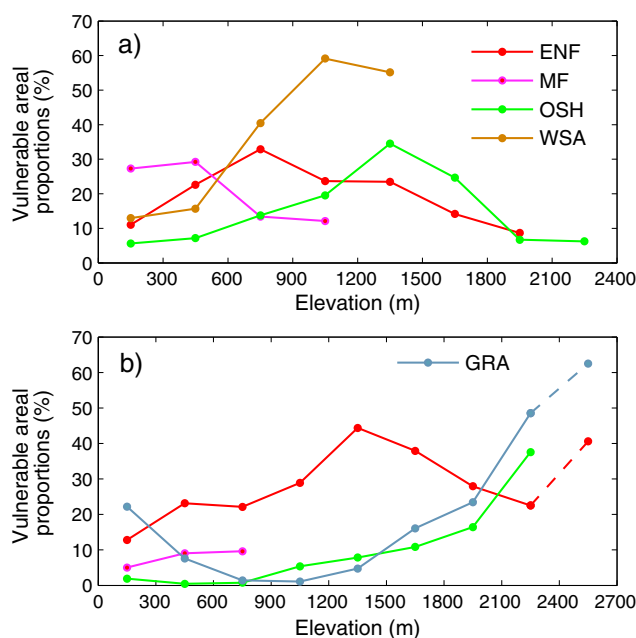 a)
ENF
MF
OSH
WSA
Vulnerable areal
proportions (%)
70
60
50
40
30
20
10
0
0 300 600 900 1200 1500 1800 2100 2400
Elevation (m)
b)
GRA
Vulnerable areal
proportions (%)
70
60
50
40
30
20
10
0
0 300 600 900 1200 1500 1800 2100 2400 2700
Elevation (m)